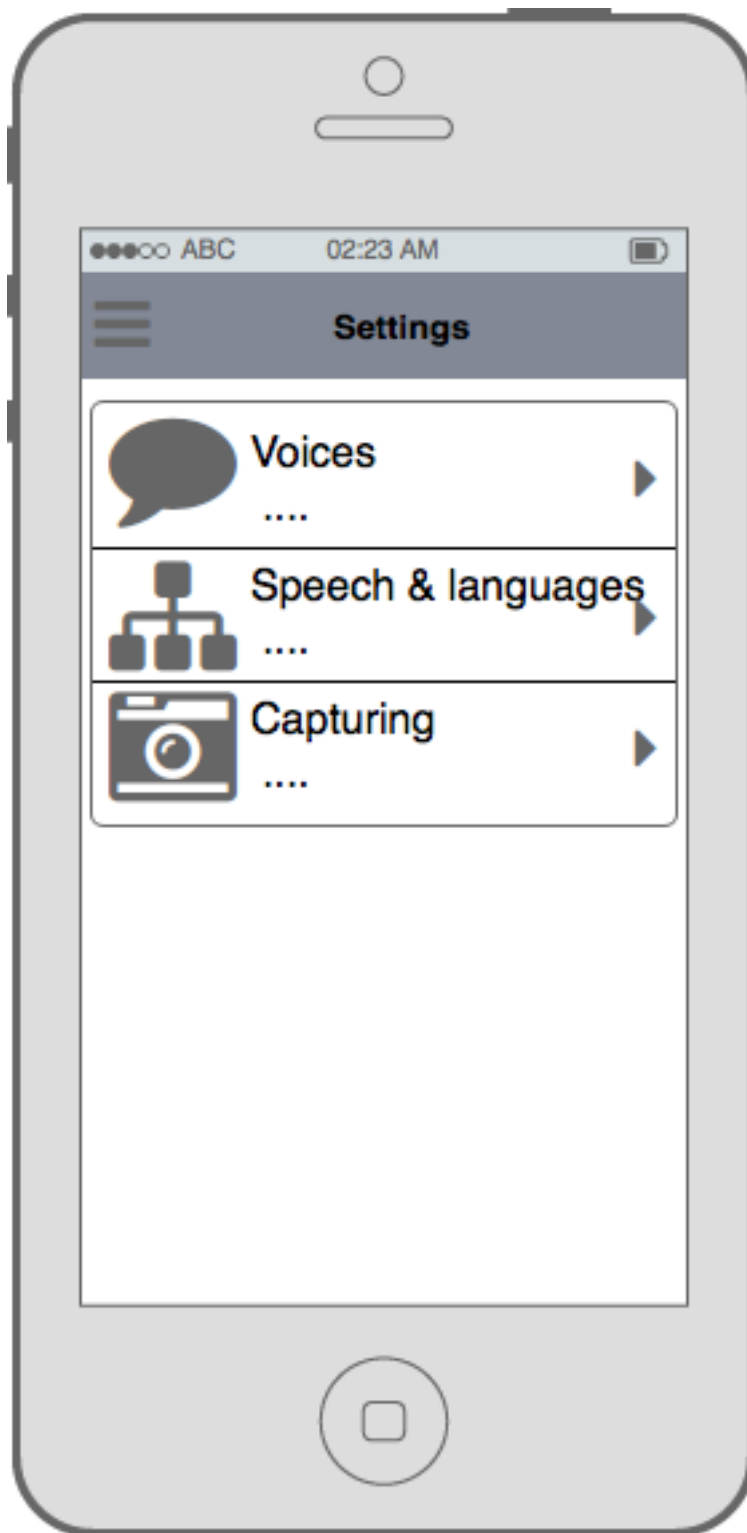 ABC 02:23 AM
Settings
Voices
....
Speech & languages
....
Capturing
....